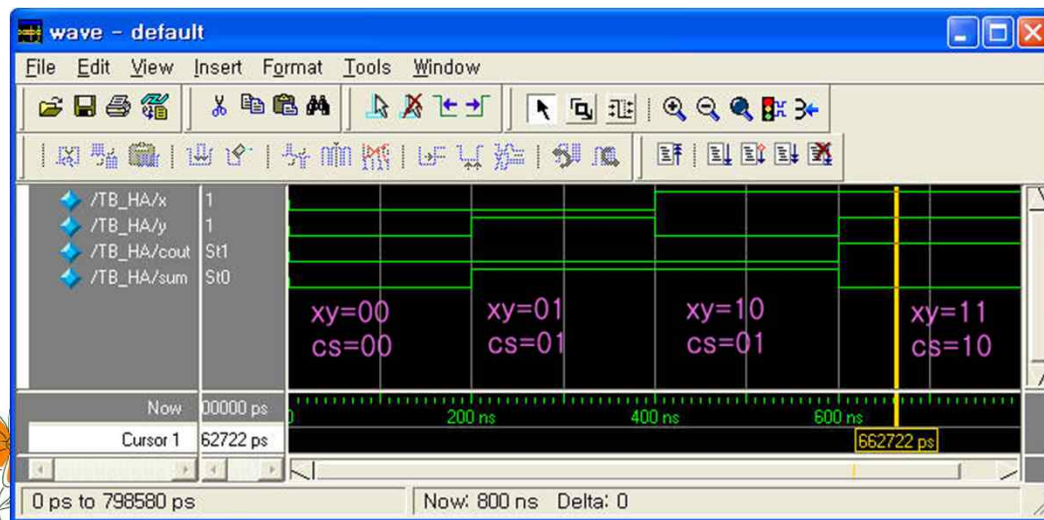 wave - default
File Edit View Insert Format Tools Window
/TB_HA/x 1
/TB_HA/y 1
/TB_HA/cout St1
/TB_HA/sum St0
xy=00 xy=01 xy=10 xy=11
cs=00 cs=01 cs=01 cs=10
Now 00000 ps 0 200 ns 400 ns 600 ns
Cursor 1 62722 ps 662722 ps
0 ps to 798580 ps Now: 800 ns Delta: 0